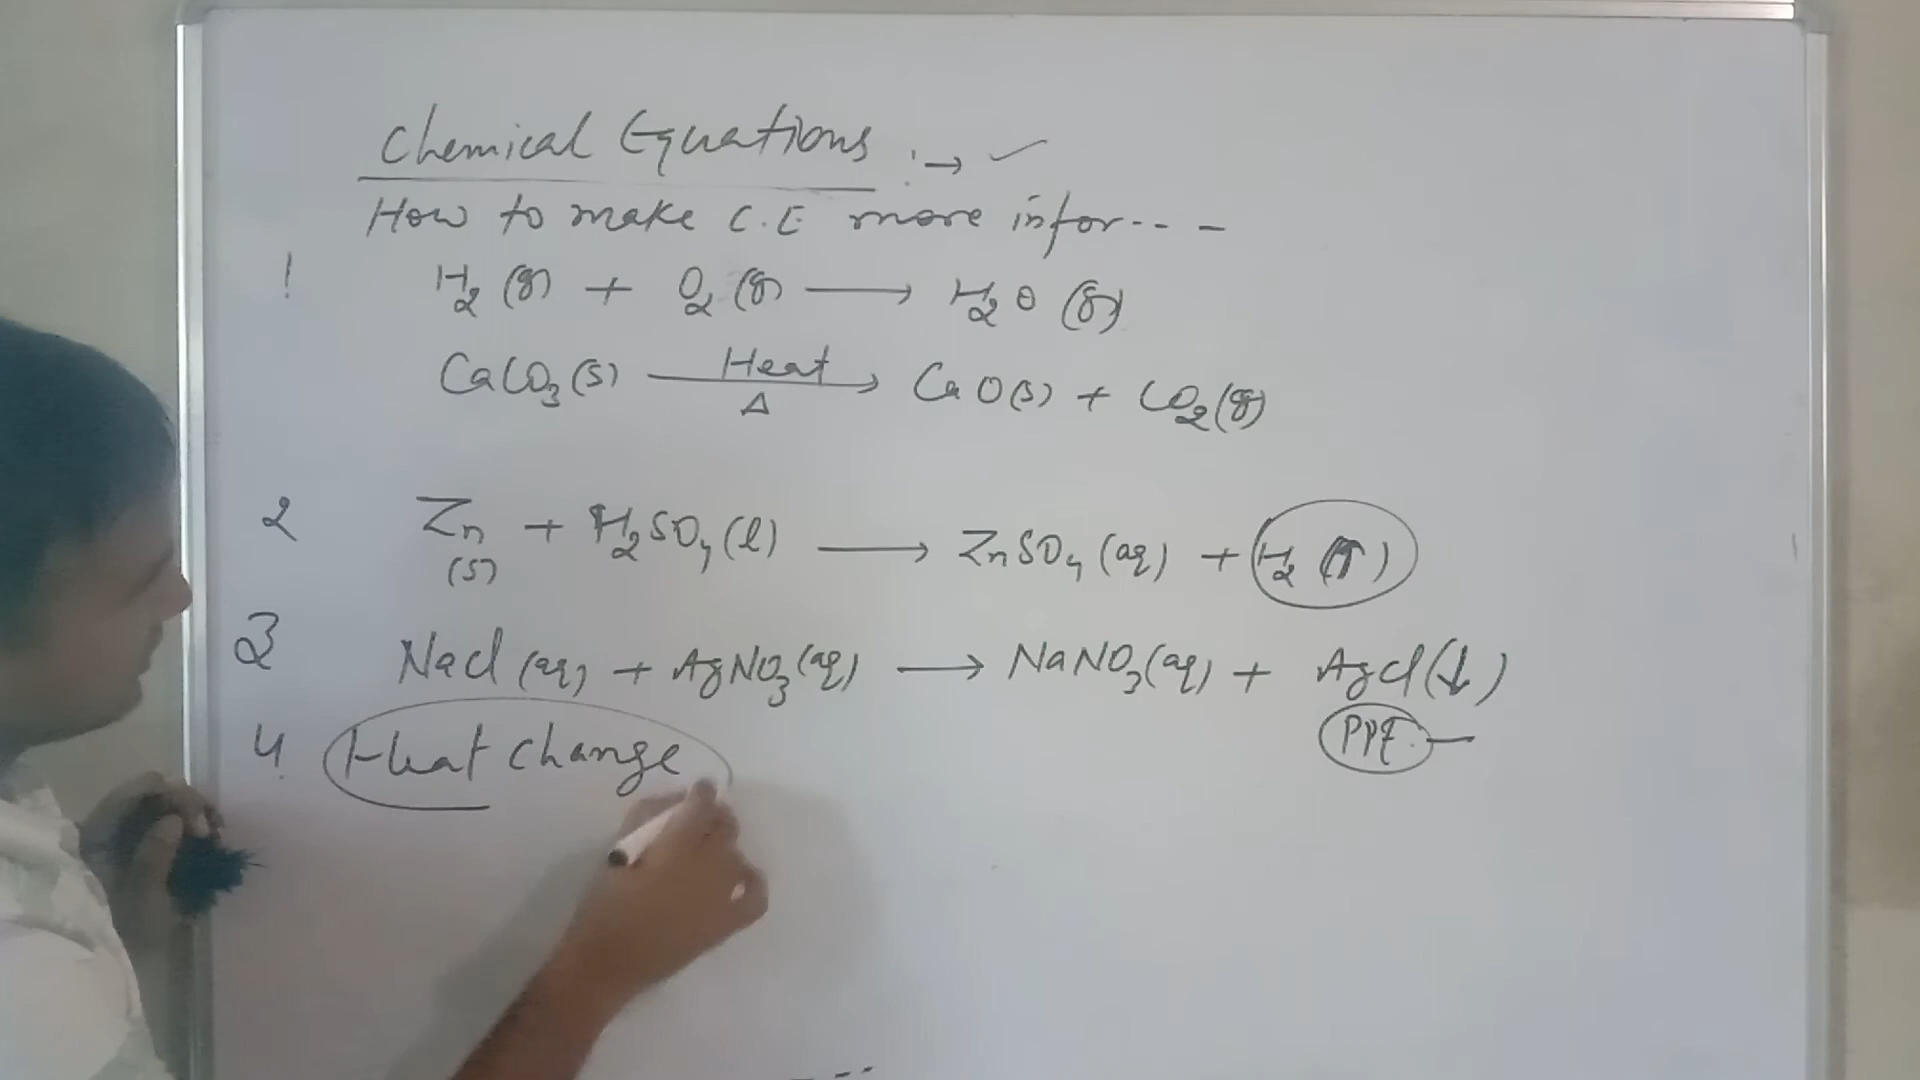 Chemical Equations :→ ✓
How to make C.E more infor---
1 H₂ (g) + O₂ (g) ⟶ H₂O (g)
CaCO₃(s) —Heat/Δ→ CaO(s) + CO₂(g)
2 Zn (s) + H₂SO₄(l) ⟶ ZnSO₄(aq) + H₂ (↑)
3 NaCl (aq) + AgNO₃(aq) ⟶ NaNO₃(aq) + AgCl(↓)
PPE.—
4 Heat change